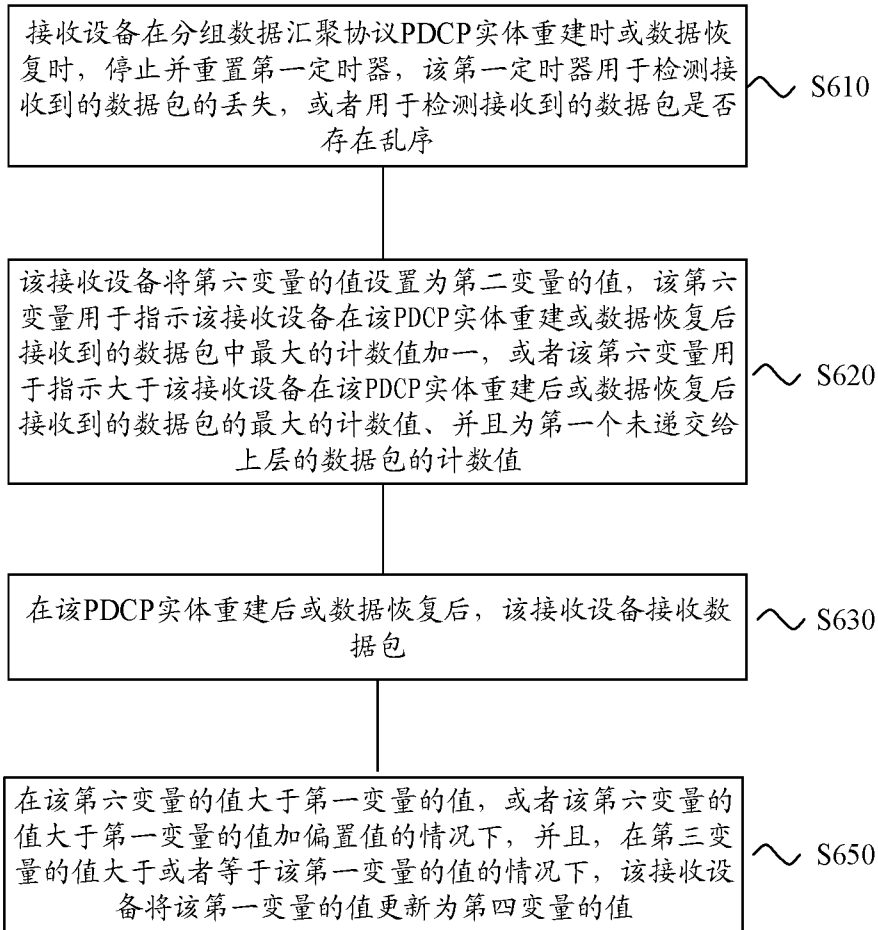 接收设备在分组数据汇聚协议PDCP实体重建时或数据恢
复时，停止并重置第一定时器，该第一定时器用于检测接
收到的数据包的丢失，或者用于检测接收到的数据包是否
存在乱序
S610
该接收设备将第六变量的值设置为第二变量的值，该第六
变量用于指示该接收设备在该PDCP实体重建或数据恢复后
接收到的数据包中最大的计数值加一，或者该第六变量用
于指示大于该接收设备在该PDCP实体重建后或数据恢复后
接收到的数据包的最大的计数值、并且为第一个未递交给
上层的数据包的计数值
S620
在该PDCP实体重建后或数据恢复后，该接收设备接收数
据包
S630
在该第六变量的值大于第一变量的值，或者该第六变量的
值大于第一变量的值加偏置值的情况下，并且，在第三变
量的值大于或者等于该第一变量的值的情况下，该接收设
备将该第一变量的值更新为第四变量的值
S650